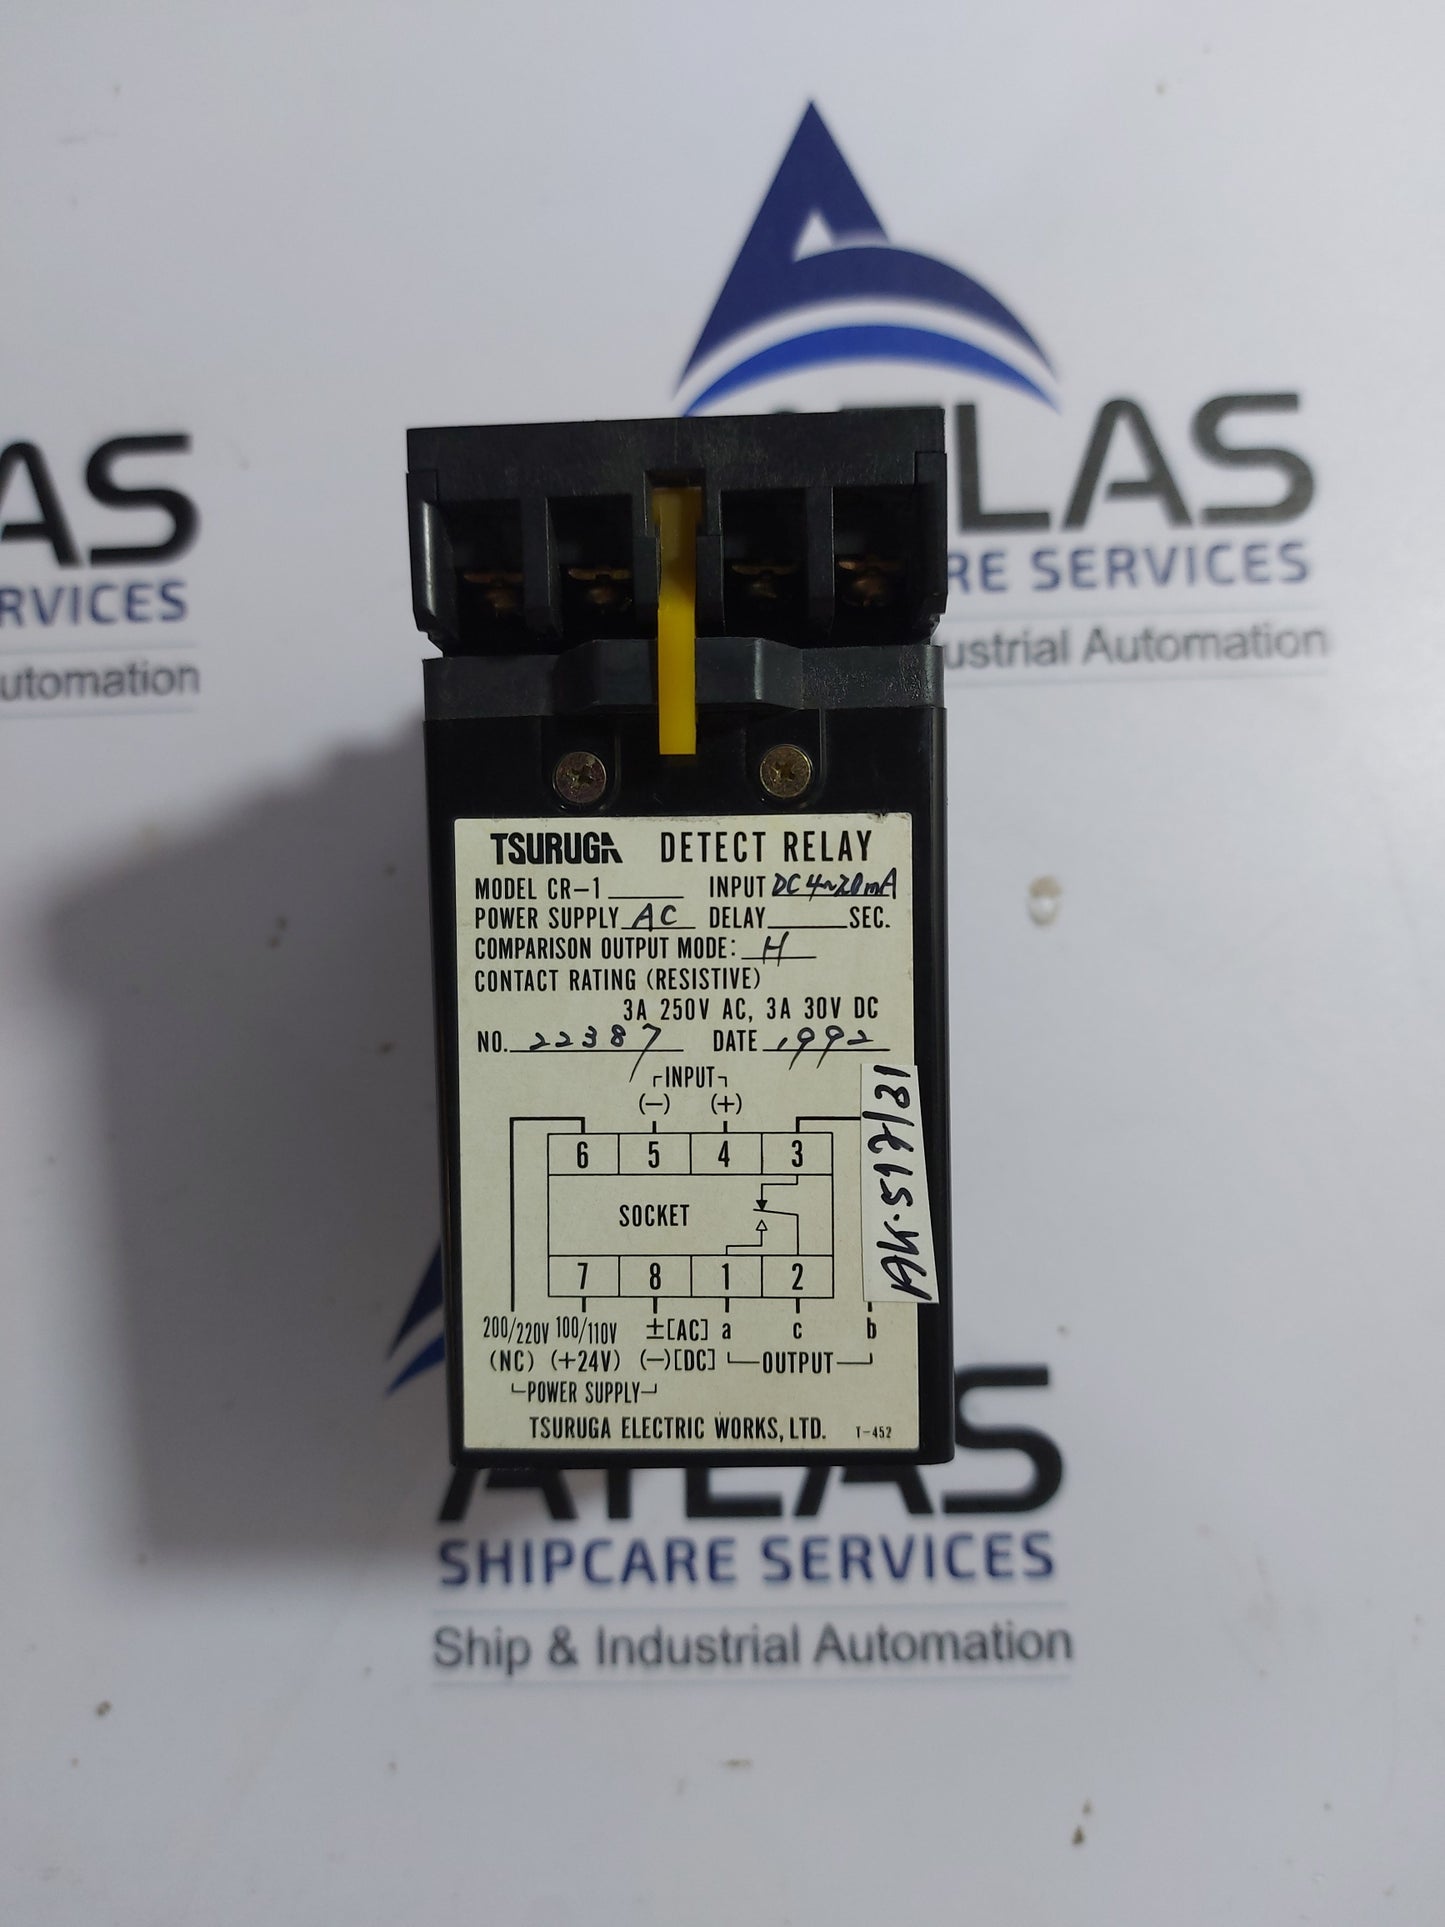 AS
RVICES
utomation
ATLAS
RE SERVICES
ustrial Automation
TSURUGA DETECT RELAY
MODEL CR-1 INPUT DC 4~20mA
POWER SUPPLY AC DELAY SEC.
COMPARISON OUTPUT MODE: H
CONTACT RATING (RESISTIVE)
3A 250V AC, 3A 30V DC
NO. 22387 DATE 1992
INPUT
(−) (+)
6 5 4 3
SOCKET
7 8 1 2
200/220V 100/110V ±[AC] a c b
(NC) (+24V) (−)[DC] OUTPUT
POWER SUPPLY
TSURUGA ELECTRIC WORKS, LTD. T-452
ATLAS
SHIPCARE SERVICES
Ship & Industrial Automation